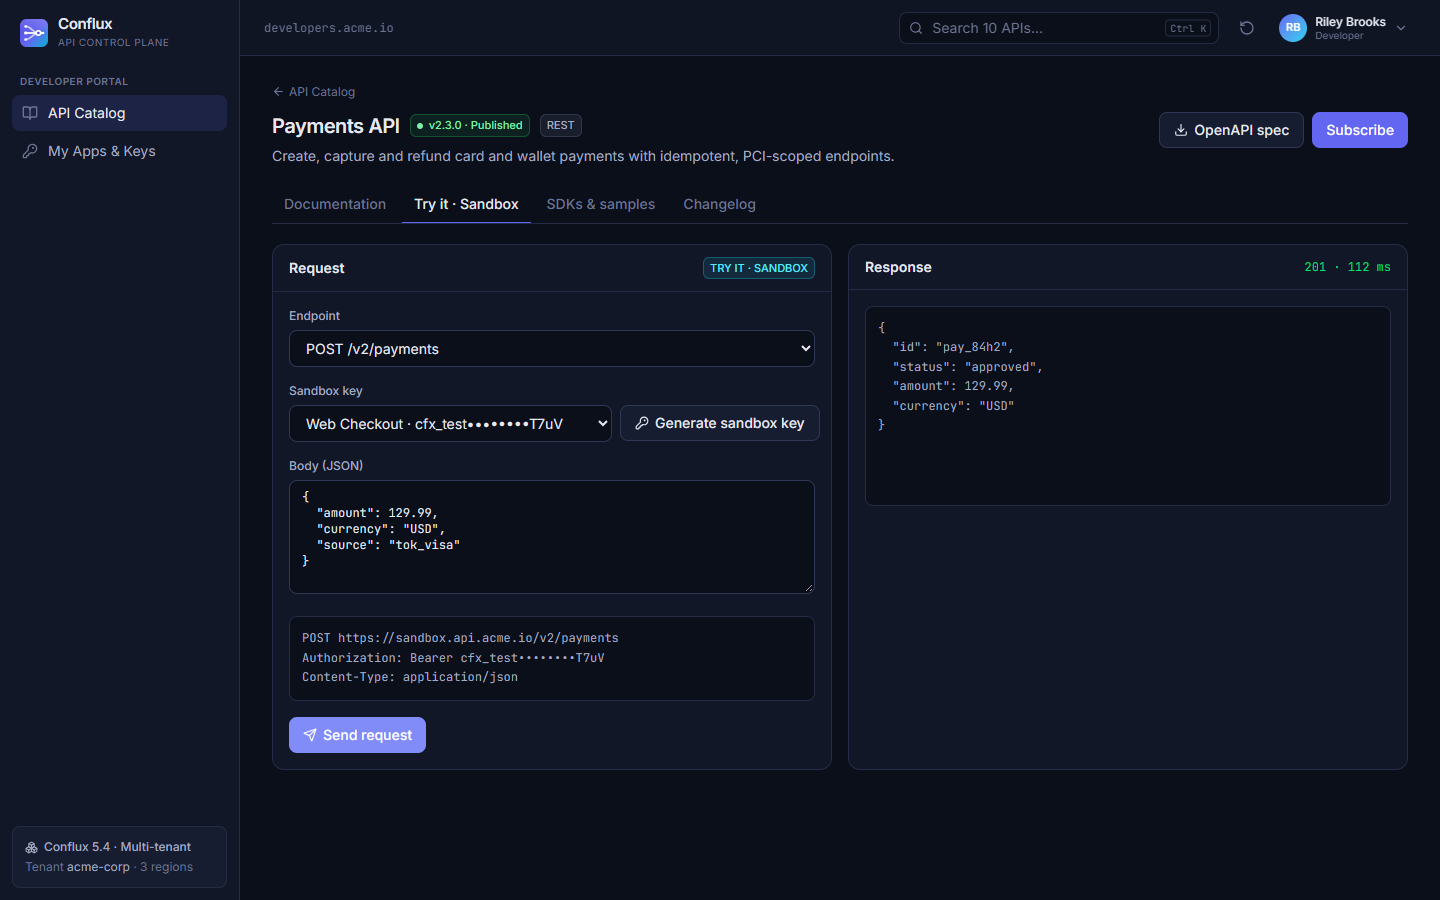 Conflux
API CONTROL PLANE
DEVELOPER PORTAL
API Catalog
My Apps & Keys
Conflux 5.4 · Multi-tenant
Tenant acme-corp · 3 regions
developers.acme.io
Search 10 APIs...
Ctrl K
RB
Riley Brooks
Developer
← API Catalog
Payments API
v2.3.0 · Published
REST
OpenAPI spec
Subscribe
Create, capture and refund card and wallet payments with idempotent, PCI-scoped endpoints.
Documentation
Try it · Sandbox
SDKs & samples
Changelog
Request
TRY IT · SANDBOX
Endpoint
POST /v2/payments
Sandbox key
Web Checkout · cfx_test••••••••T7uV
Generate sandbox key
Body (JSON)
{
"amount": 129.99,
"currency": "USD",
"source": "tok_visa"
}
POST https://sandbox.api.acme.io/v2/payments
Authorization: Bearer cfx_test••••••••T7uV
Content-Type: application/json
Send request
Response
201 · 112 ms
{
"id": "pay_84h2",
"status": "approved",
"amount": 129.99,
"currency": "USD"
}